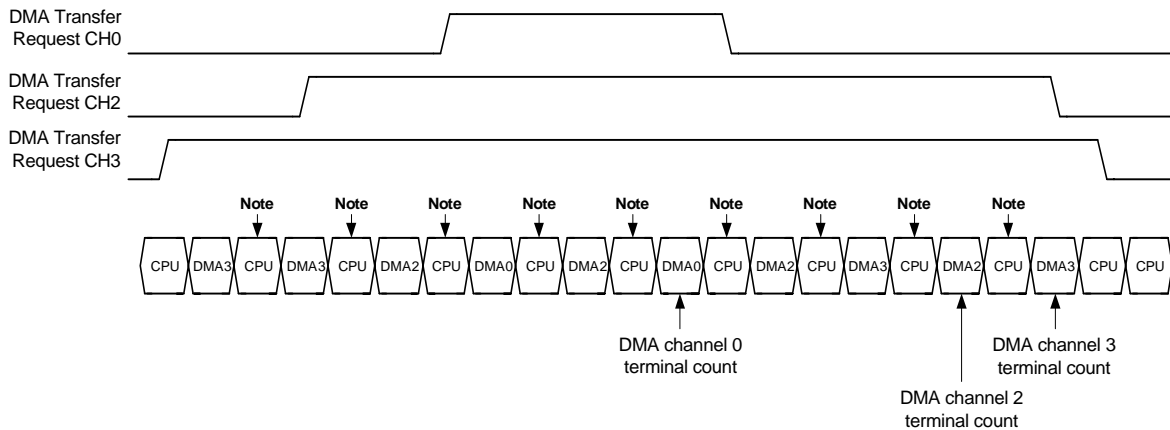 DMA Transfer
Request CH0
DMA Transfer
Request CH2
DMA Transfer
Request CH3
Note Note Note Note Note Note Note Note Note
CPU DMA3 CPU DMA3 CPU DMA2 CPU DMA0 CPU DMA2 CPU DMA0 CPU DMA2 CPU DMA3 CPU DMA2 CPU DMA3 CPU CPU
DMA channel 0
terminal count
DMA channel 3
terminal count
DMA channel 2
terminal count